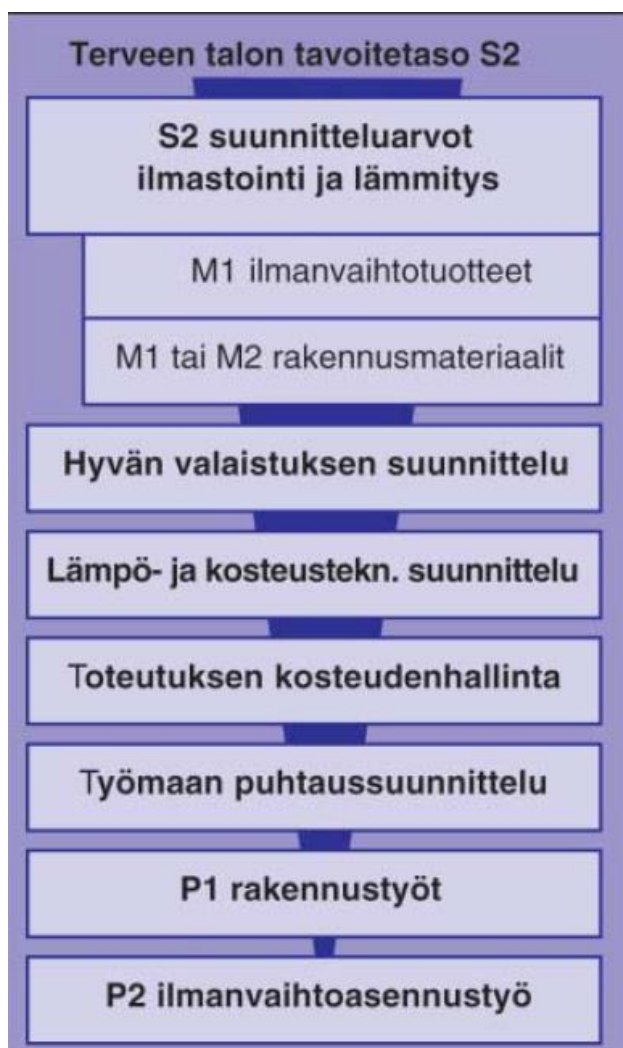 Terveen talon tavoitetaso S2
S2 suunnitteluarvot
ilmastointi ja lämmitys
M1 ilmanvaihtotuotteet
M1 tai M2 rakennusmateriaalit
Hyvän valaistuksen suunnittelu
Lämpö- ja kosteustekn. suunnittelu
Toteutuksen kosteudenhallinta
Työmaan puhtaussuunnittelu
P1 rakennustyöt
P2 ilmanvaihtoasennustyö